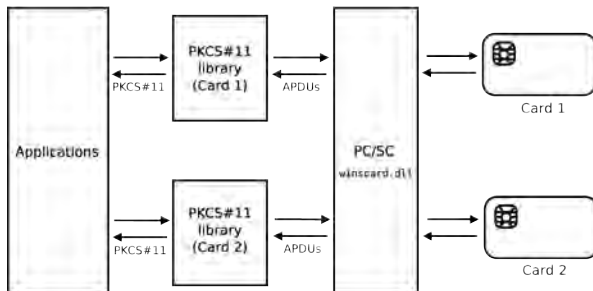 Applications
PKCS#11
PKCS#11
library
(Card 1)
APDUs
PC/SC
winscard.dll
Card 1
PKCS#11
PKCS#11
library
(Card 2)
APDUs
Card 2